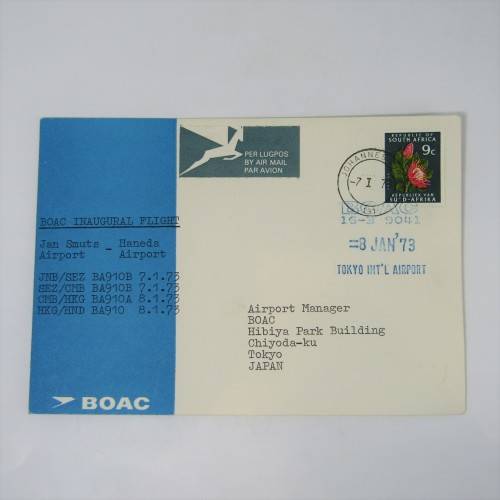 PER LUGPOS
BY AIR MAIL
PAR AVION
REPUBLIC OF
SOUTH AFRICA
9c
REPUBLIEK VAN
SUID-AFRIKA
-7 I
BOAC
=8 JAN'73
TOKYO INT'L AIRPORT
BOAC INAUGURAL FLIGHT
Jan Smuts - Haneda
Airport Airport
JNB/SEZ BA910B 7.1.73
SEZ/CMB BA910B 7.1.73
CMB/HKG BA910A 8.1.73
HKG/HND BA910 8.1.73
Airport Manager
BOAC
Hibiya Park Building
Chiyoda-ku
Tokyo
JAPAN
BOAC